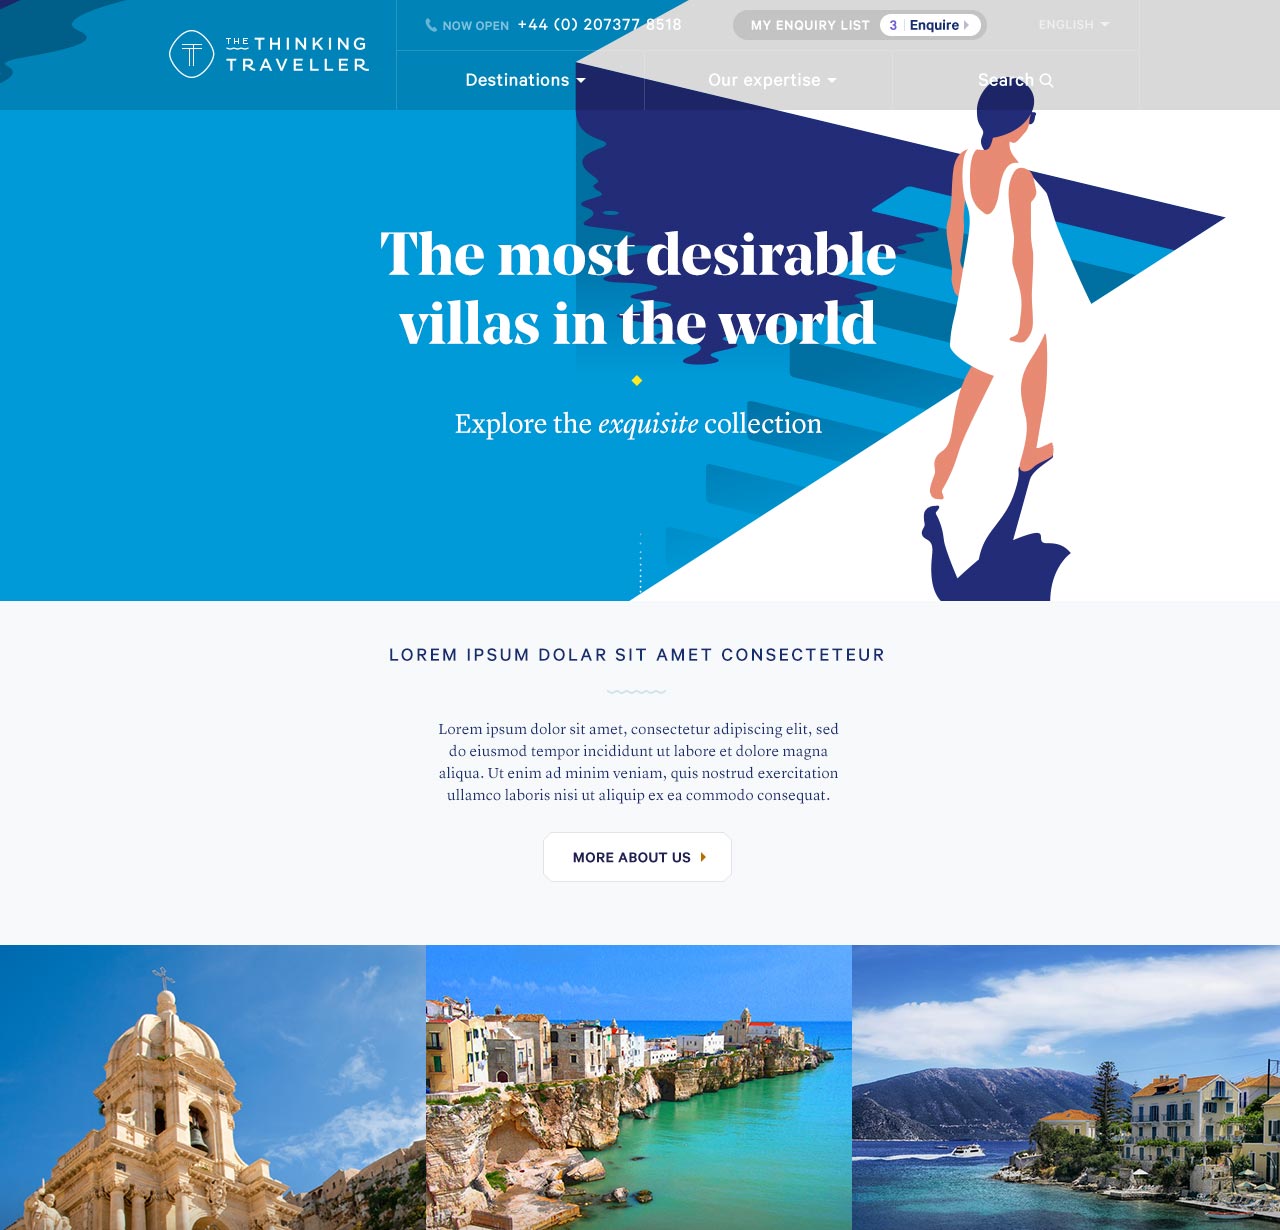 THE THINKING
TRAVELLER
NOW OPEN +44 (0) 207377 8518
MY ENQUIRY LIST 3 Enquire
ENGLISH
Destinations
Our expertise
Search
The most desirable
villas in the world
Explore the exquisite collection
LOREM IPSUM DOLAR SIT AMET CONSECTETEUR
Lorem ipsum dolor sit amet, consectetur adipiscing elit, sed
do eiusmod tempor incididunt ut labore et dolore magna
aliqua. Ut enim ad minim veniam, quis nostrud exercitation
ullamco laboris nisi ut aliquip ex ea commodo consequat.
MORE ABOUT US